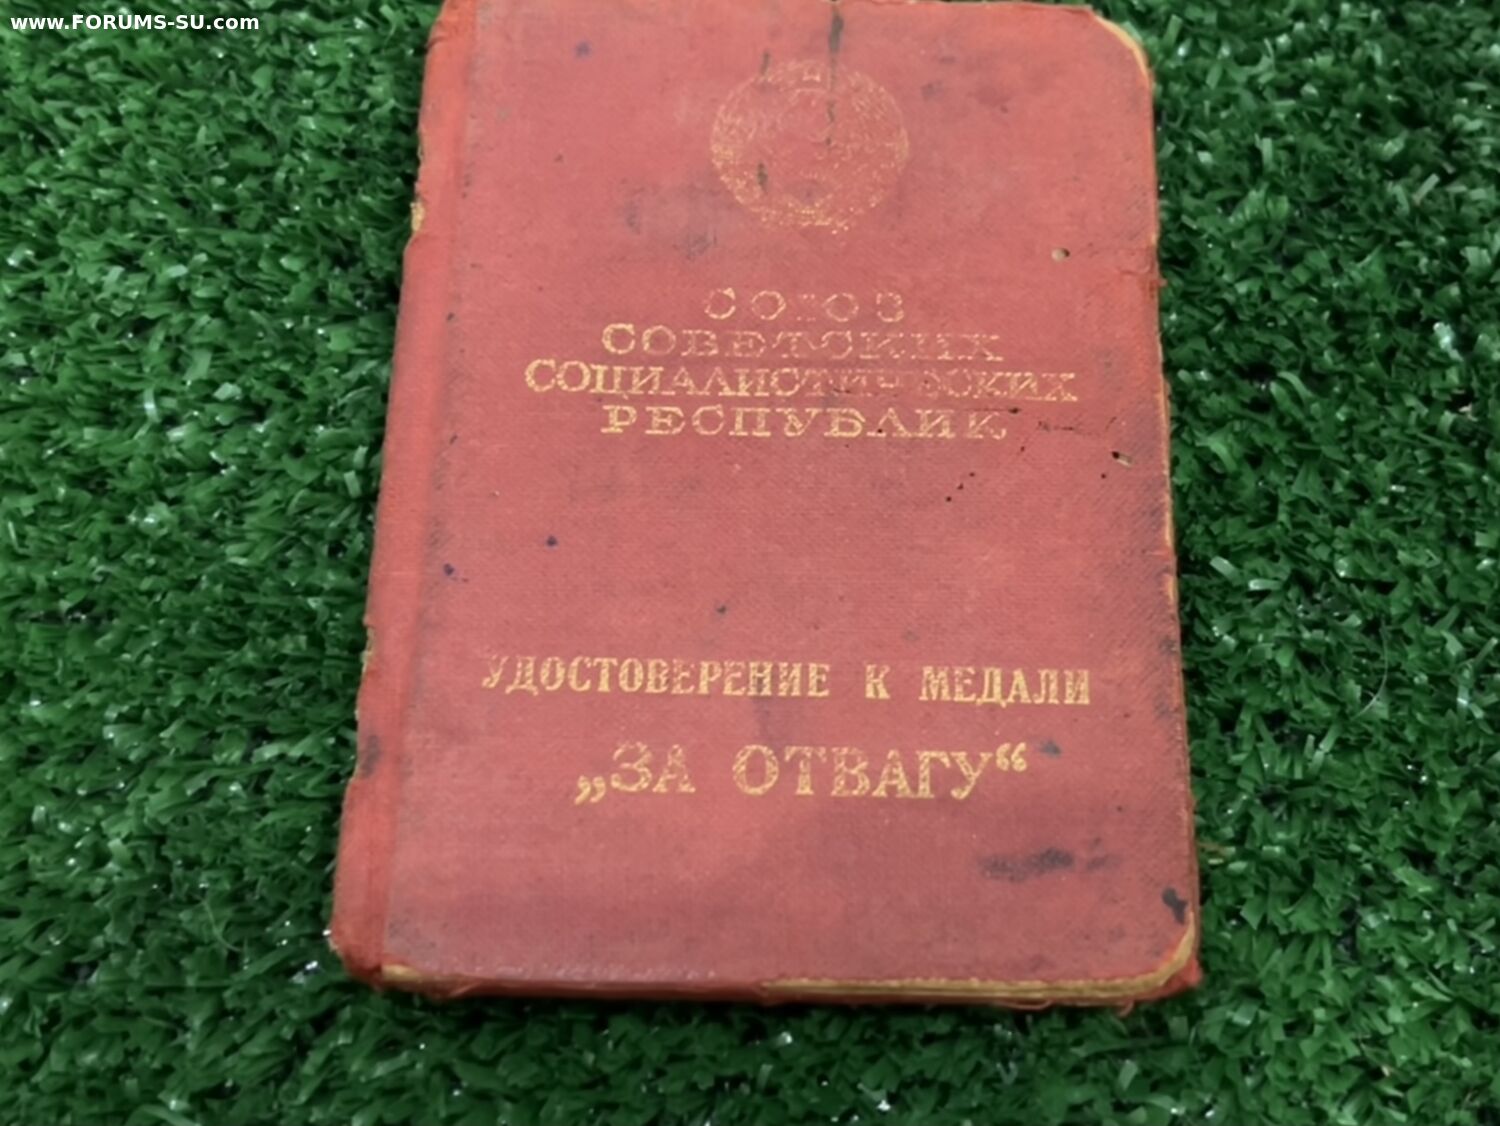 www.FORUMS-SU.com
СОЮЗ
СОВЕТСКИХ
СОЦИАЛИСТИЧЕСКИХ
РЕСПУБЛИК
УДОСТОВЕРЕНИЕ К МЕДАЛИ
„ЗА ОТВАГУ“